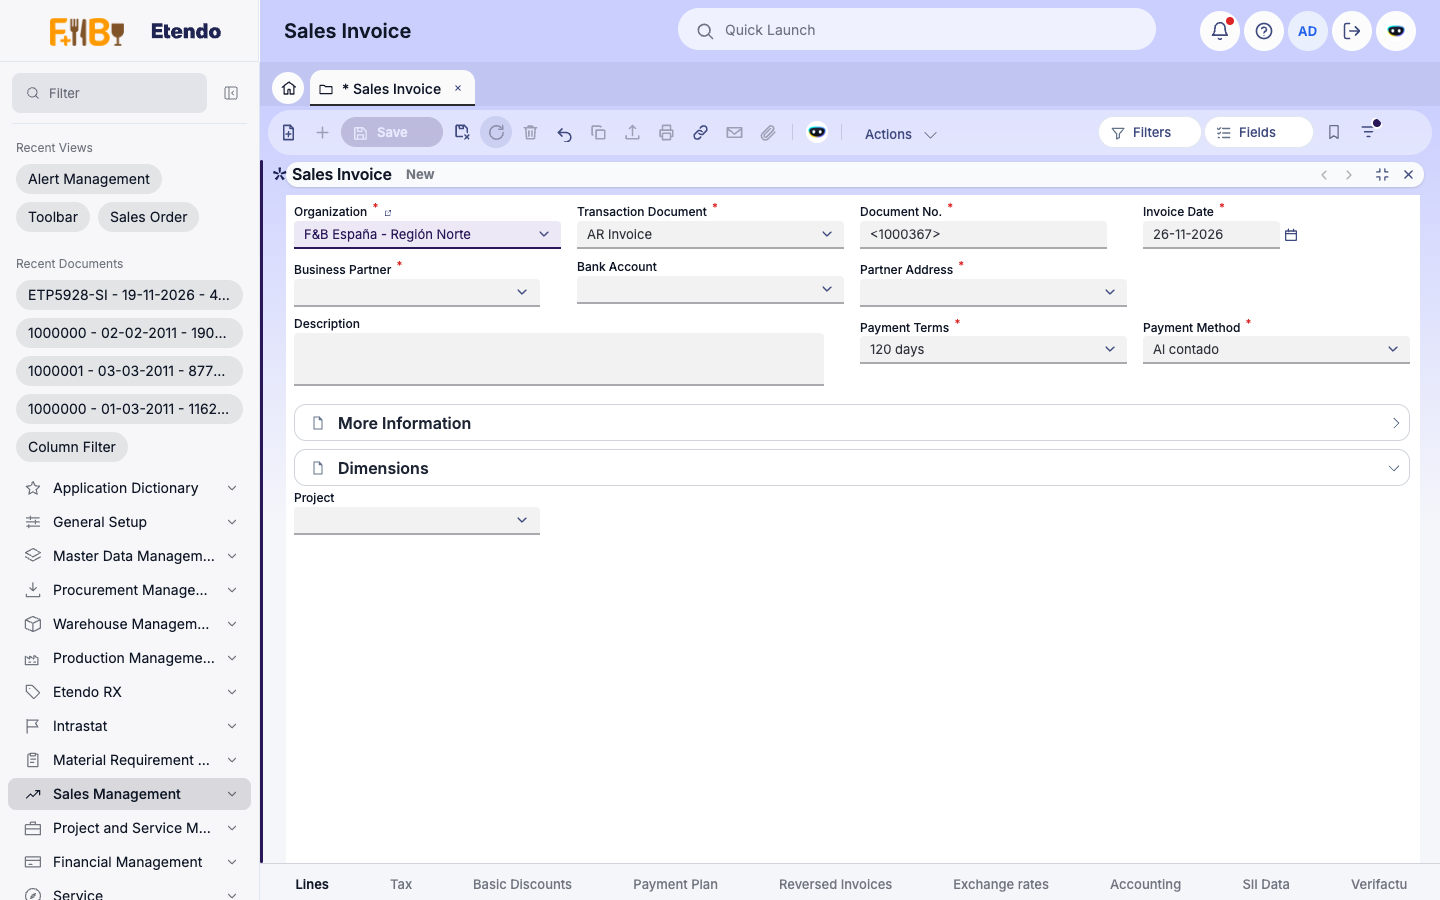 F&B
Etendo
Sales Invoice
Quick Launch
AD
Filter
* Sales Invoice
Save
Actions
Filters
Fields
Recent Views
Alert Management
Toolbar
Sales Order
Recent Documents
ETP5928-SI - 19-11-2026 - 4...
1000000 - 02-02-2011 - 190...
1000001 - 03-03-2011 - 877...
1000000 - 01-03-2011 - 1162...
Column Filter
Application Dictionary
General Setup
Master Data Managem...
Procurement Manage...
Warehouse Managem...
Production Manageme...
Etendo RX
Intrastat
Material Requirement ...
Sales Management
Project and Service M...
Financial Management
Service
* Sales Invoice New
Organization *
F&B España - Región Norte
Transaction Document *
AR Invoice
Document No. *
<1000367>
Invoice Date *
26-11-2026
Business Partner *
Bank Account
Partner Address *
Description
Payment Terms *
120 days
Payment Method *
Al contado
More Information
Dimensions
Project
Lines
Tax
Basic Discounts
Payment Plan
Reversed Invoices
Exchange rates
Accounting
SII Data
Verifactu